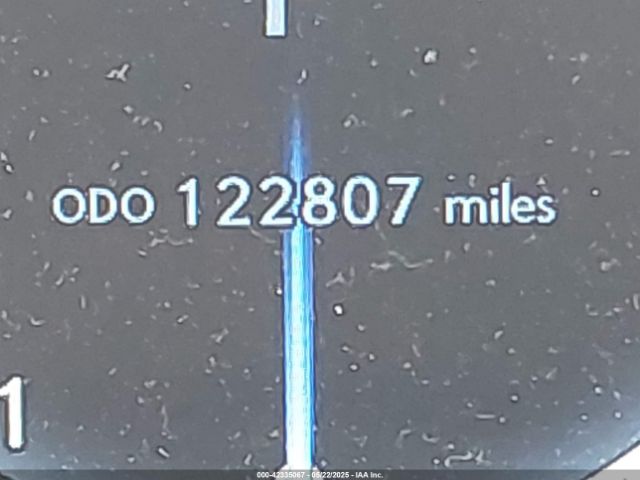 ODO 122807 miles
1
000-42335067 - 05/22/2025 - IAA Inc.